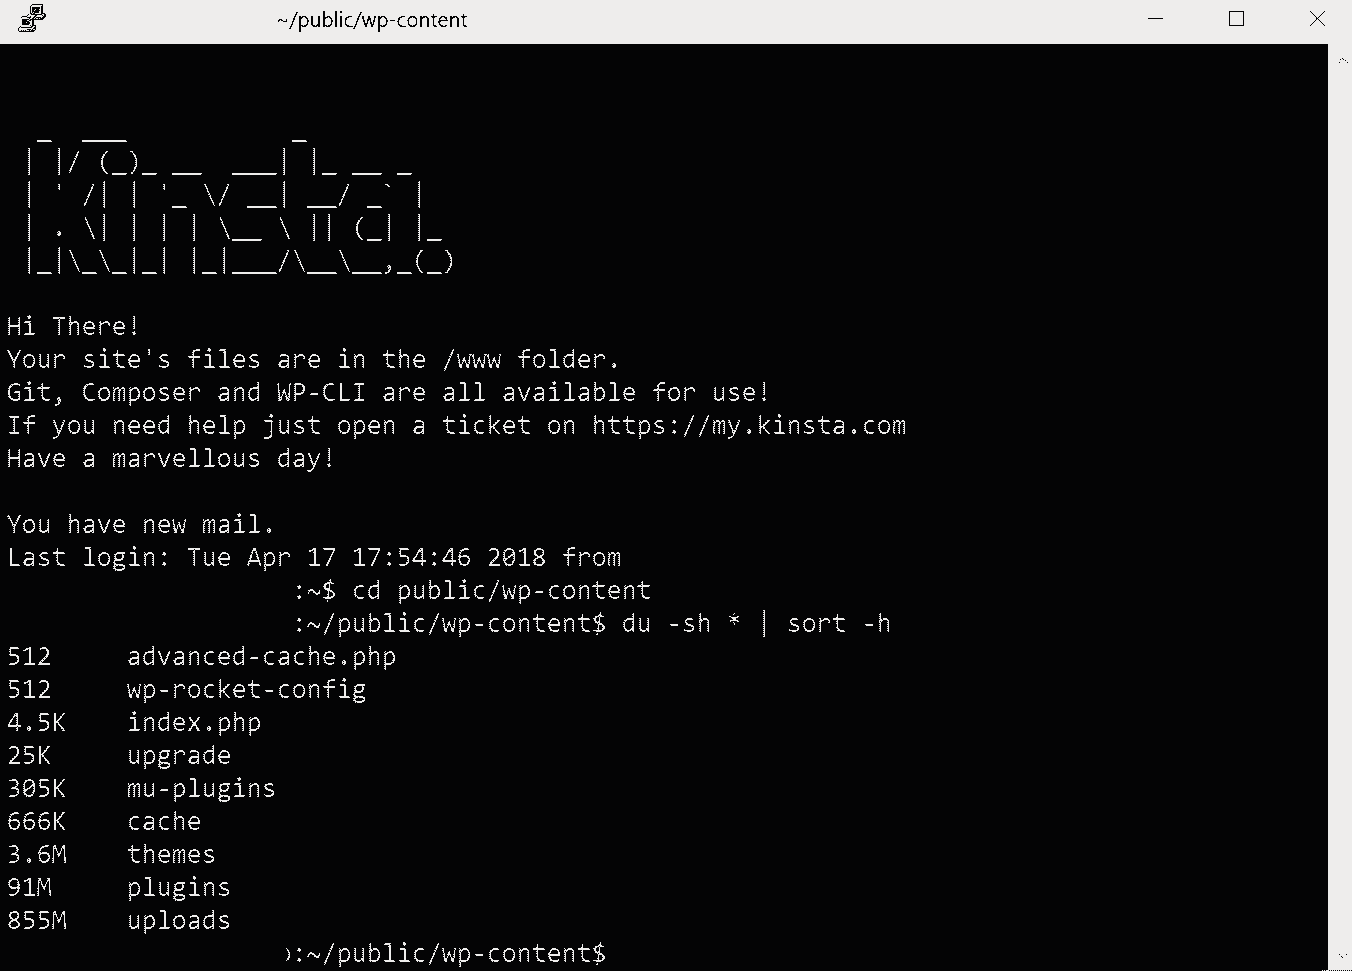 ~/public/wp-content
Kinsta.
Hi There!
Your site's files are in the /www folder.
Git, Composer and WP-CLI are all available for use!
If you need help just open a ticket on https://my.kinsta.com
Have a marvellous day!
You have new mail.
Last login: Tue Apr 17 17:54:46 2018 from
:~$ cd public/wp-content
:~/public/wp-content$ du -sh * | sort -h
512 advanced-cache.php
512 wp-rocket-config
4.5K index.php
25K upgrade
305K mu-plugins
666K cache
3.6M themes
91M plugins
855M uploads
:~/public/wp-content$